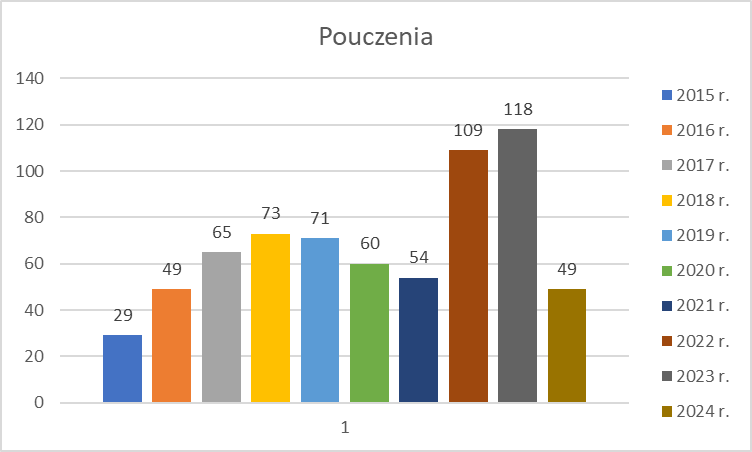 Pouczenia
140
120
100
80
60
40
20
0
29
49
65
73
71
60
54
109
118
49
1
2015 r.
2016 r.
2017 r.
2018 r.
2019 r.
2020 r.
2021 r.
2022 r.
2023 r.
2024 r.